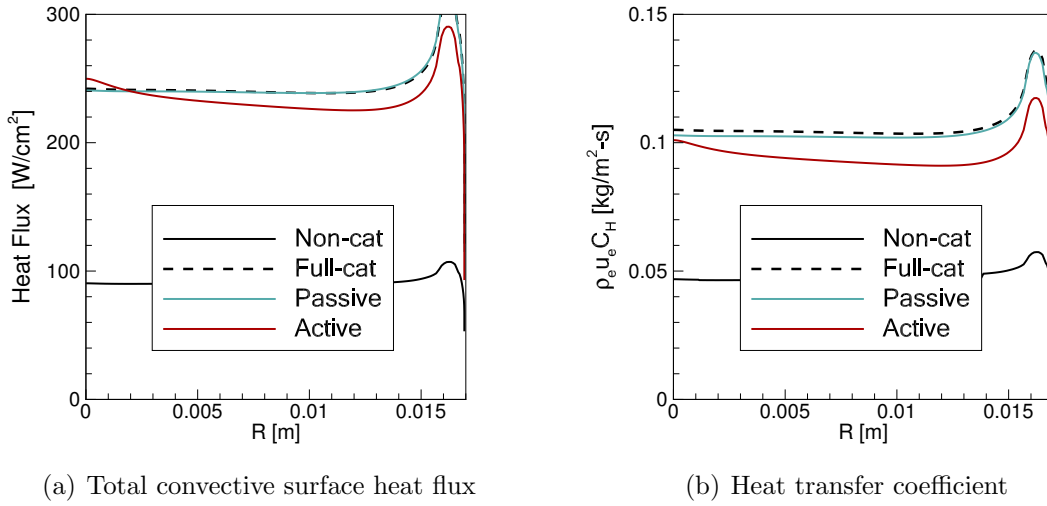 300
200
100
0
Heat Flux [W/cm²]
0 0.005 0.01 0.015
R [m]
Non-cat
Full-cat
Passive
Active
(a) Total convective surface heat flux
0.15
0.1
0.05
0
ρₑuₑC_H [kg/m²-s]
0 0.005 0.01 0.015
R [m]
Non-cat
Full-cat
Passive
Active
(b) Heat transfer coefficient